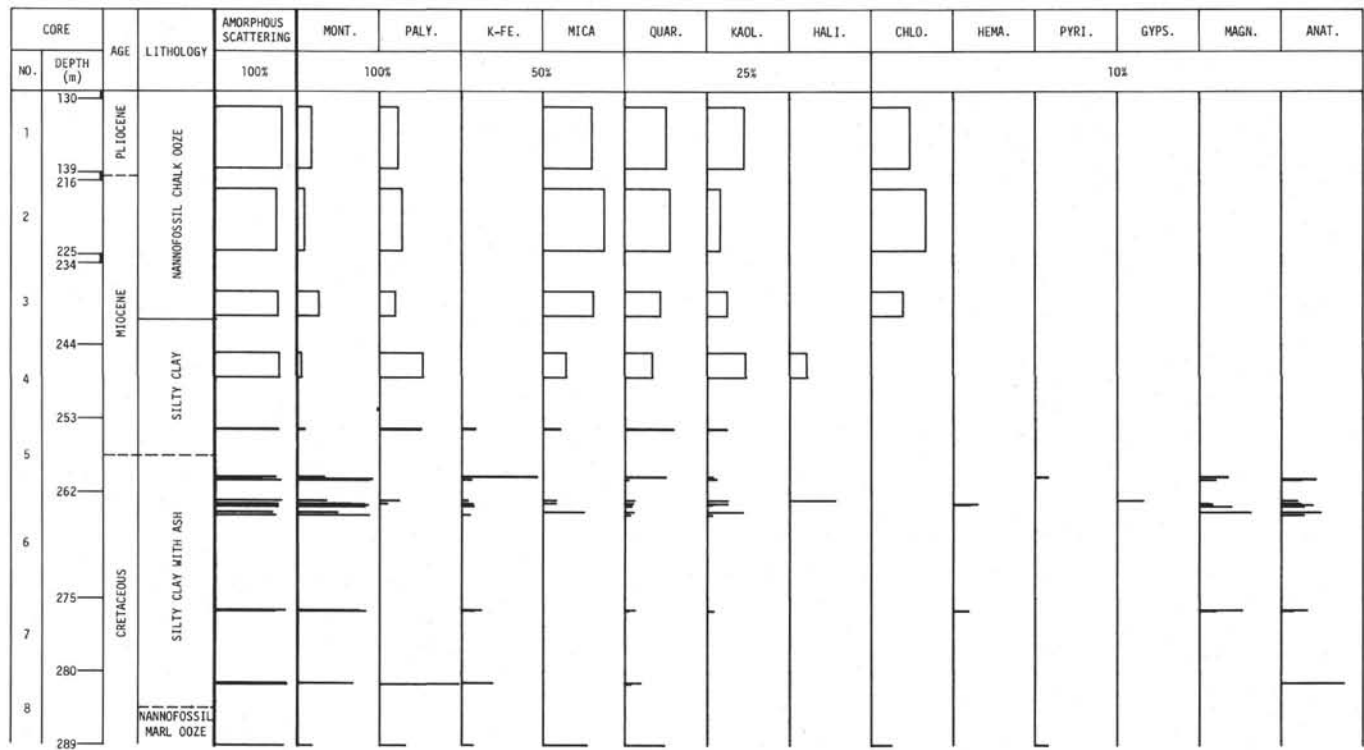 CORE
AGE
LITHOLOGY
AMORPHOUS
SCATTERING
MONT.
PALY.
K-FE.
MICA
QUAR.
KAOL.
HALI.
CHLO.
HEMA.
PYRI.
GYPS.
MAGN.
ANAT.
NO.
DEPTH
(m)
100%
100%
50%
25%
10%
130
1
139
216
2
225
234
3
244
4
253
5
262
6
275
7
280
8
289
PLIOCENE
MIOCENE
CRETACEOUS
NANNOFOSSIL CHALK OOZE
SILTY CLAY
SILTY CLAY WITH ASH
NANNOFOSSIL
MARL OOZE